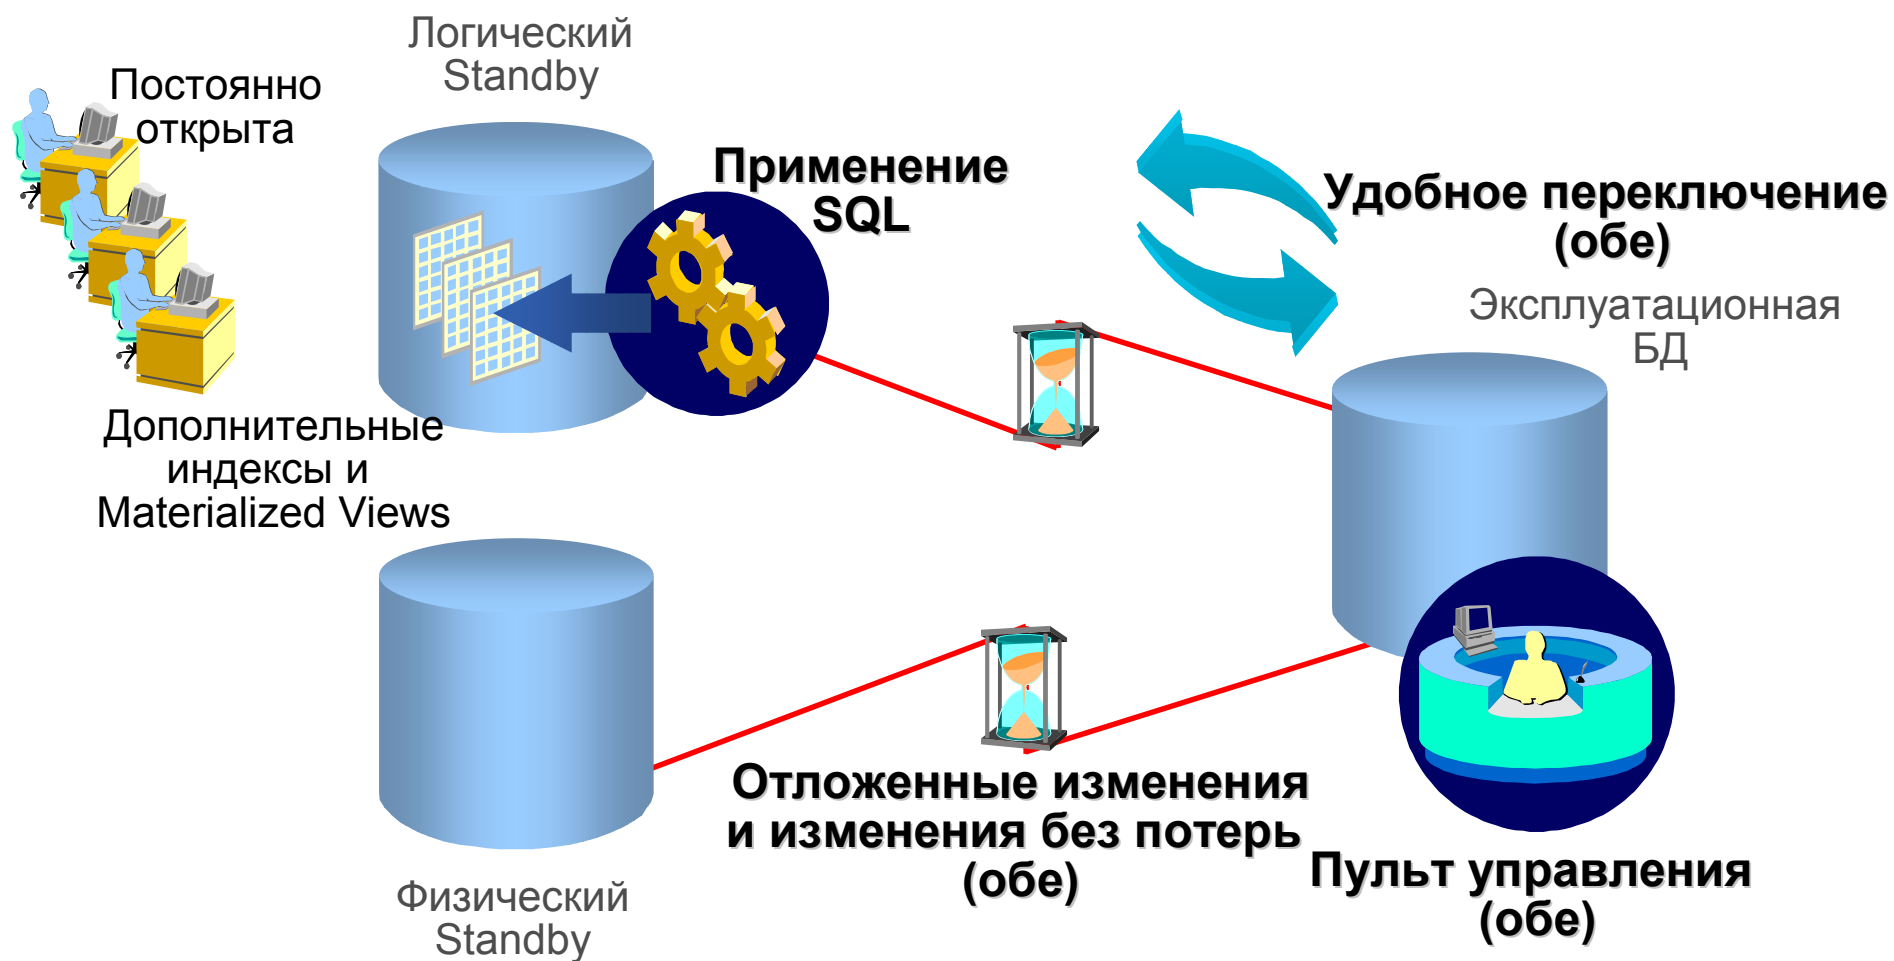 Логический
Standby
Постоянно
открыта
Применение
SQL
Удобное переключение
(обе)
Эксплуатационная
БД
Дополнительные
индексы и
Materialized Views
Отложенные изменения
и изменения без потерь
(обе)
Пульт управления
(обе)
Физический
Standby